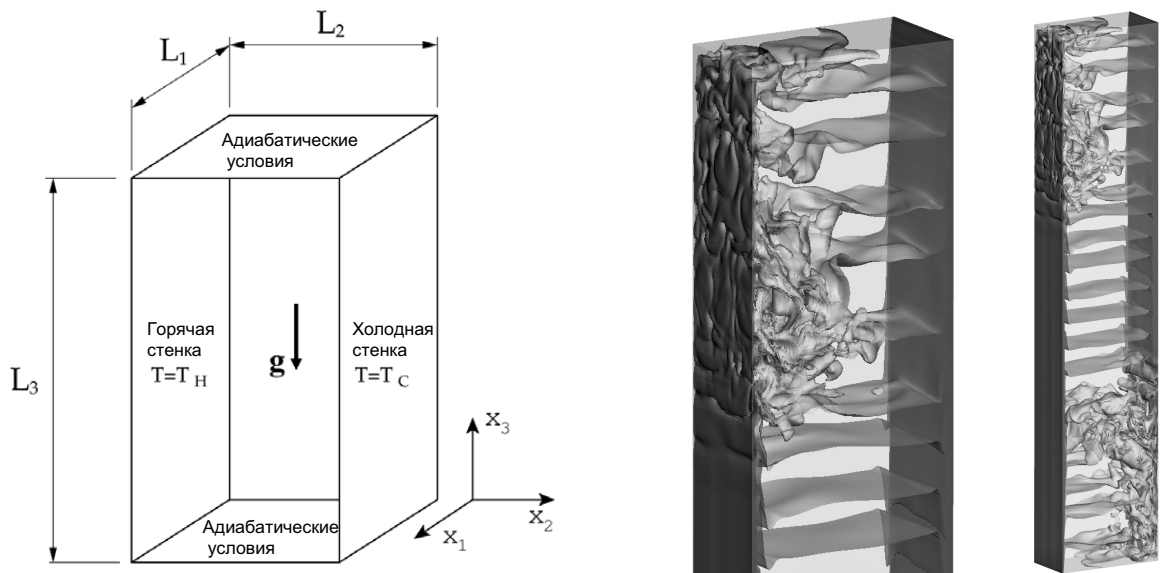 L₂
L₁
Адиабатические
условия
Горячая
стенка
T=T H
g
Холодная
стенка
T=T C
L₃
x₃
x₂
x₁
Адиабатические
условия